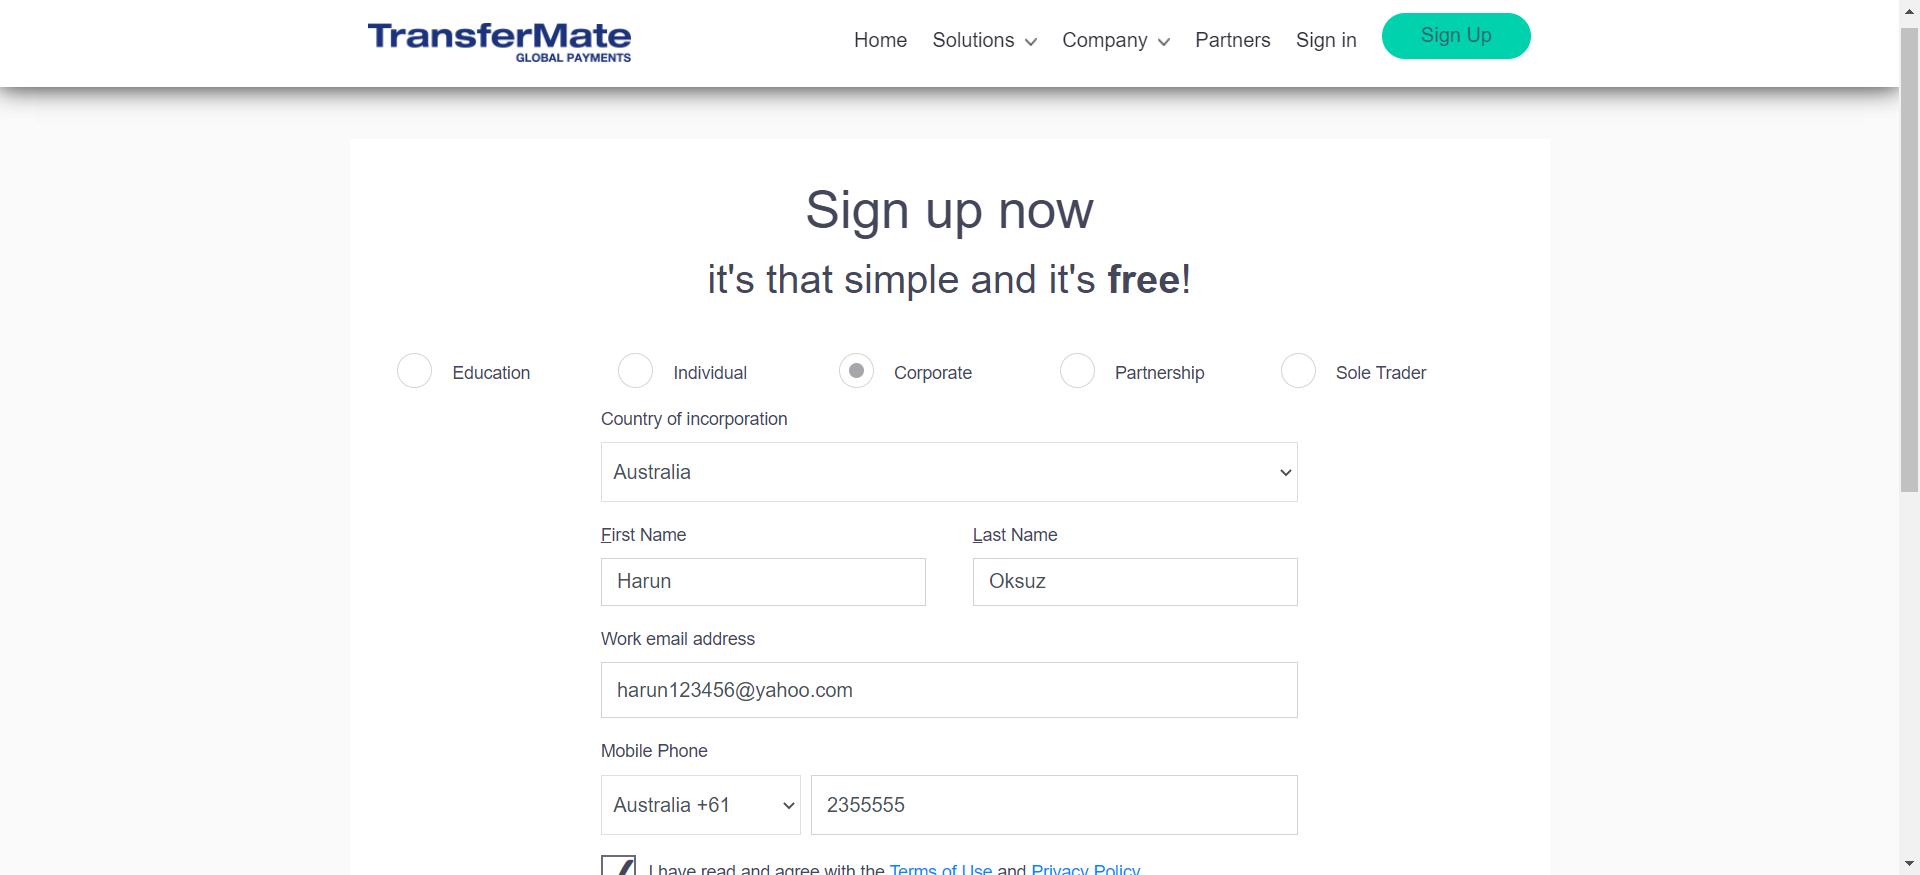 TransferMate
GLOBAL PAYMENTS
Home Solutions Company Partners Sign in Sign Up
Sign up now
it's that simple and it's free!
Education Individual Corporate Partnership Sole Trader
Country of incorporation
Australia
First Name Last Name
Harun Oksuz
Work email address
harun123456@yahoo.com
Mobile Phone
Australia +61 2355555
I have read and agree with the Terms of Use and Privacy Policy